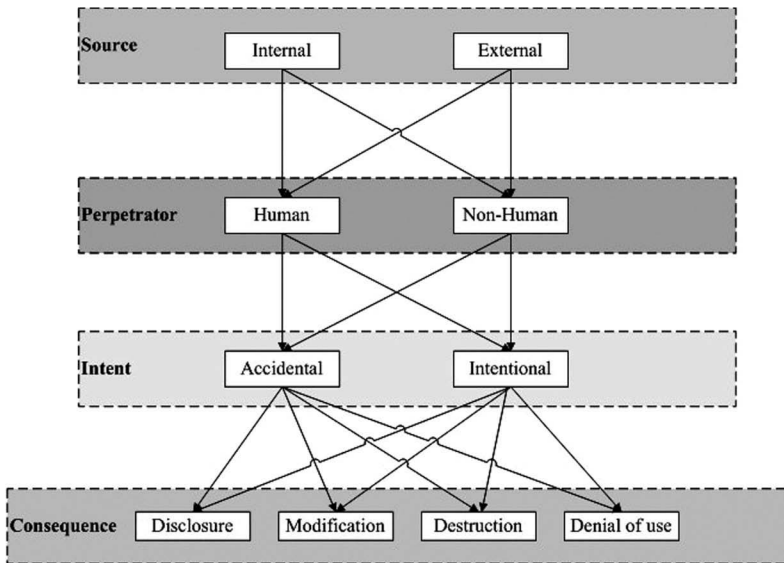 Source
Internal
External
Perpetrator
Human
Non-Human
Intent
Accidental
Intentional
Consequence
Disclosure
Modification
Destruction
Denial of use